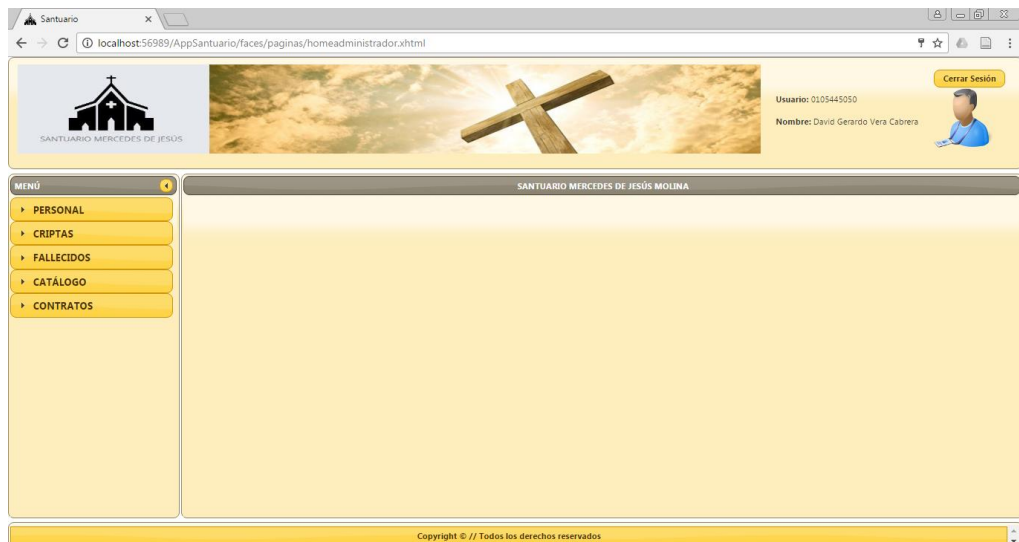 Santuario
localhost:56989/AppSantuario/faces/paginas/homeadministrador.xhtml
SANTUARIO MERCEDES DE JESÚS
Cerrar Sesión
Usuario: 0105445050
Nombre: David Gerardo Vera Cabrera
MENÚ
SANTUARIO MERCEDES DE JESÚS MOLINA
PERSONAL
CRIPTAS
FALLECIDOS
CATÁLOGO
CONTRATOS
Copyright © // Todos los derechos reservados